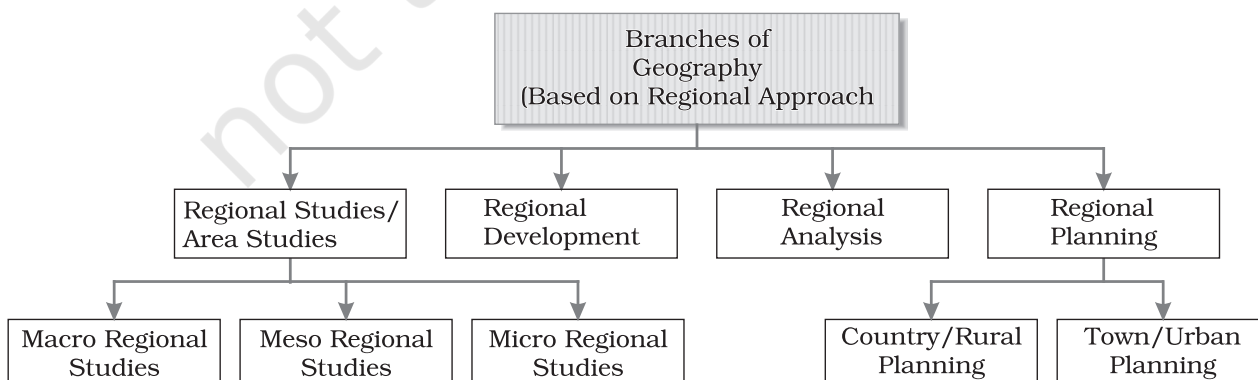 not
Branches of
Geography
(Based on Regional Approach
Regional Studies/
Area Studies
Regional
Development
Regional
Analysis
Regional
Planning
Macro Regional
Studies
Meso Regional
Studies
Micro Regional
Studies
Country/Rural
Planning
Town/Urban
Planning